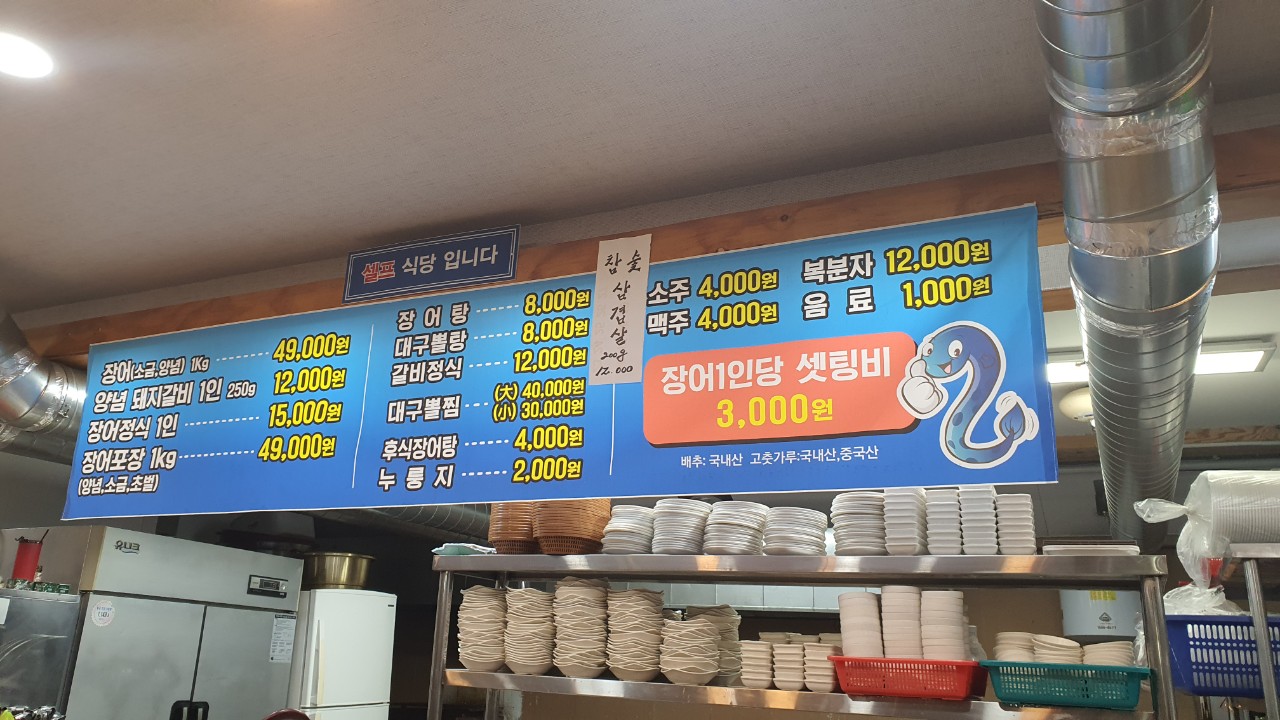 셀프 식당 입니다
장어(소금,양념) 1Kg ------ 49,000원
양념 돼지갈비 1인 250g 12,000원
장어정식 1인 ------ 15,000원
장어포장 1kg ------ 49,000원
(양념,소금,초벌)
장 어 탕 ------ 8,000원
대구뽈탕 ------ 8,000원
갈비정식 ------ 12,000원
대구뽈찜 ---- (大) 40,000원
(小) 30,000원
후식장어탕 ---- 4,000원
누 룽 지 ------ 2,000원
참숯
삼겹살
200g
12.000
소주 4,000원 복분자 12,000원
맥주 4,000원 음 료 1,000원
장어1인당 셋팅비
3,000원
배추: 국내산 고춧가루:국내산,중국산
유니크